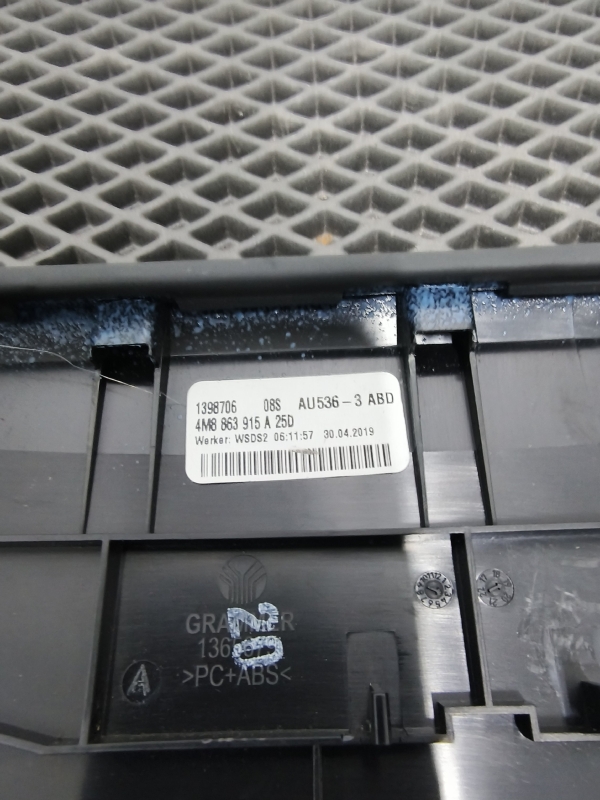 1398706 08S AU536-3 ABD
4M8 863 915 A 25D
Werker: WSDS2 06:11:57 30.04.2019
GRAMMER
>PC+ABS<
A